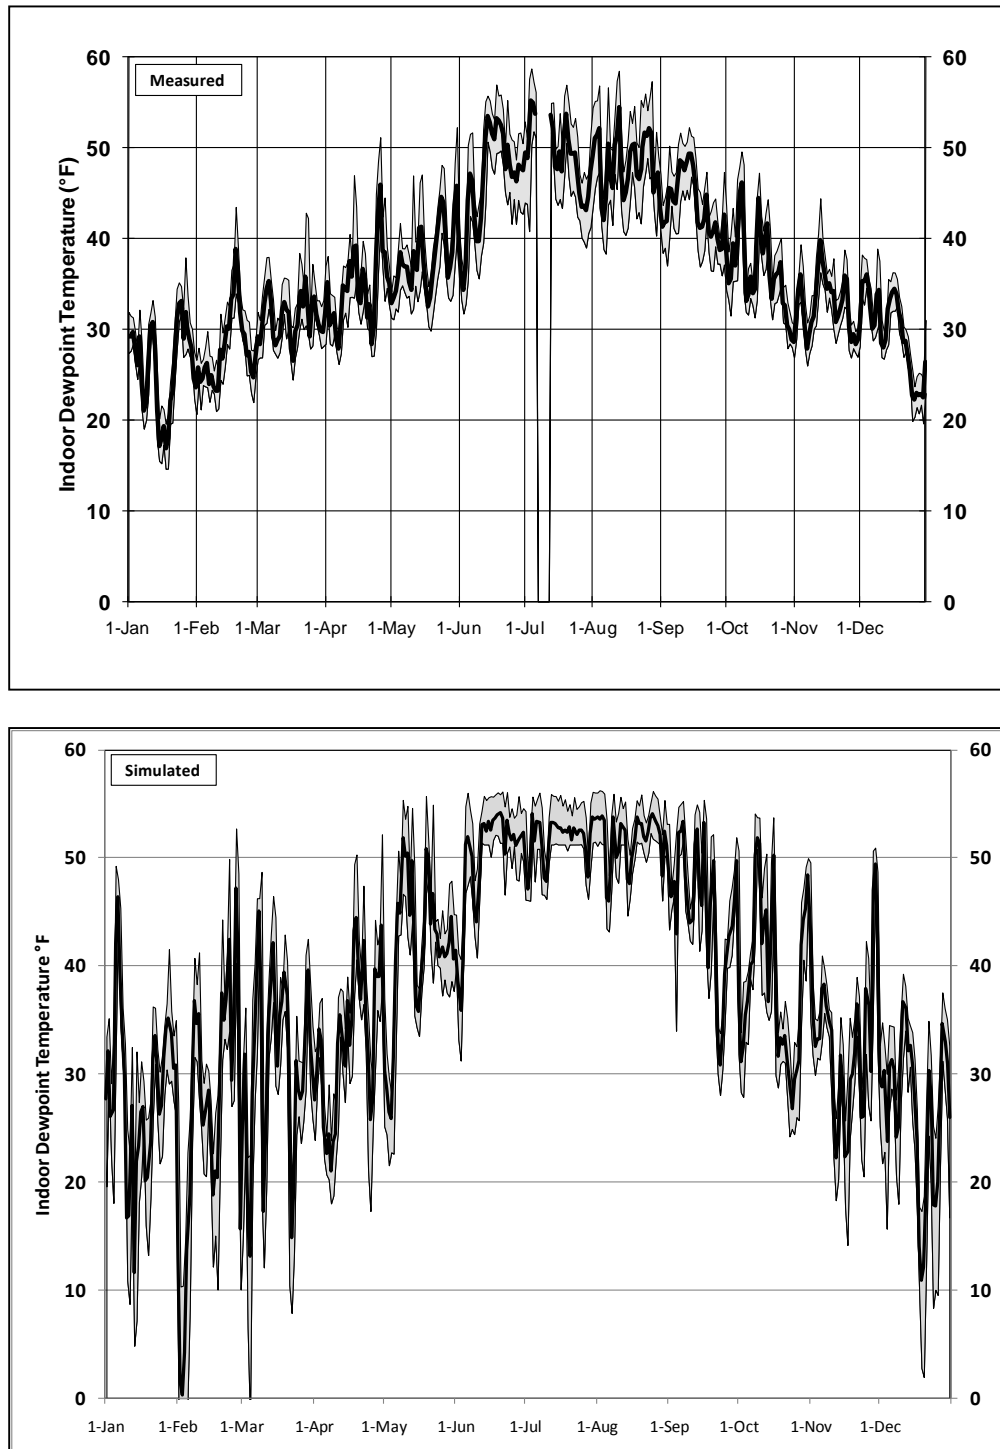 60 60
Measured
50 50
40 40
30 30
20 20
10 10
0 0
Indoor Dewpoint Temperature (°F)
1-Jan 1-Feb 1-Mar 1-Apr 1-May 1-Jun 1-Jul 1-Aug 1-Sep 1-Oct 1-Nov 1-Dec
60 60
Simulated
50 50
40 40
30 30
20 20
10 10
0 0
Indoor Dewpoint Temperature °F
1-Jan 1-Feb 1-Mar 1-Apr 1-May 1-Jun 1-Jul 1-Aug 1-Sep 1-Oct 1-Nov 1-Dec